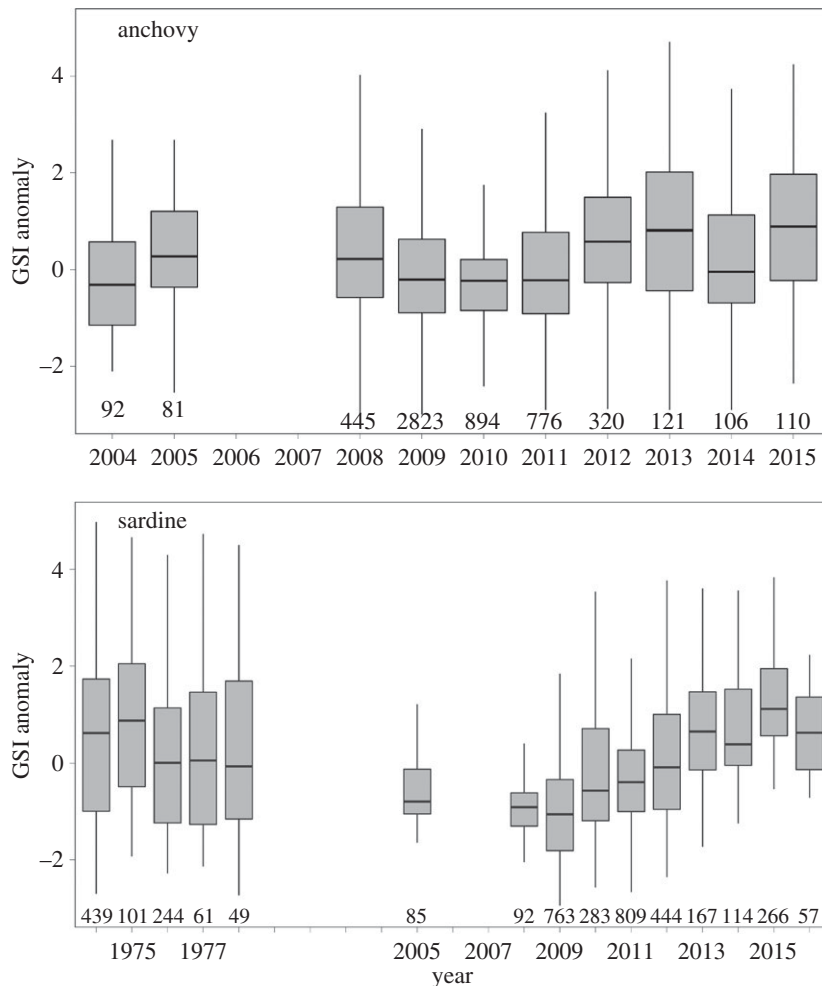 anchovy
4
2
0
−2
GSI anomaly
92 81 445 2823 894 776 320 121 106 110
2004 2005 2006 2007 2008 2009 2010 2011 2012 2013 2014 2015
sardine
4
2
0
−2
GSI anomaly
439 101 244 61 49 85 92 763 283 809 444 167 114 266 57
1975 1977 2005 2007 2009 2011 2013 2015
year